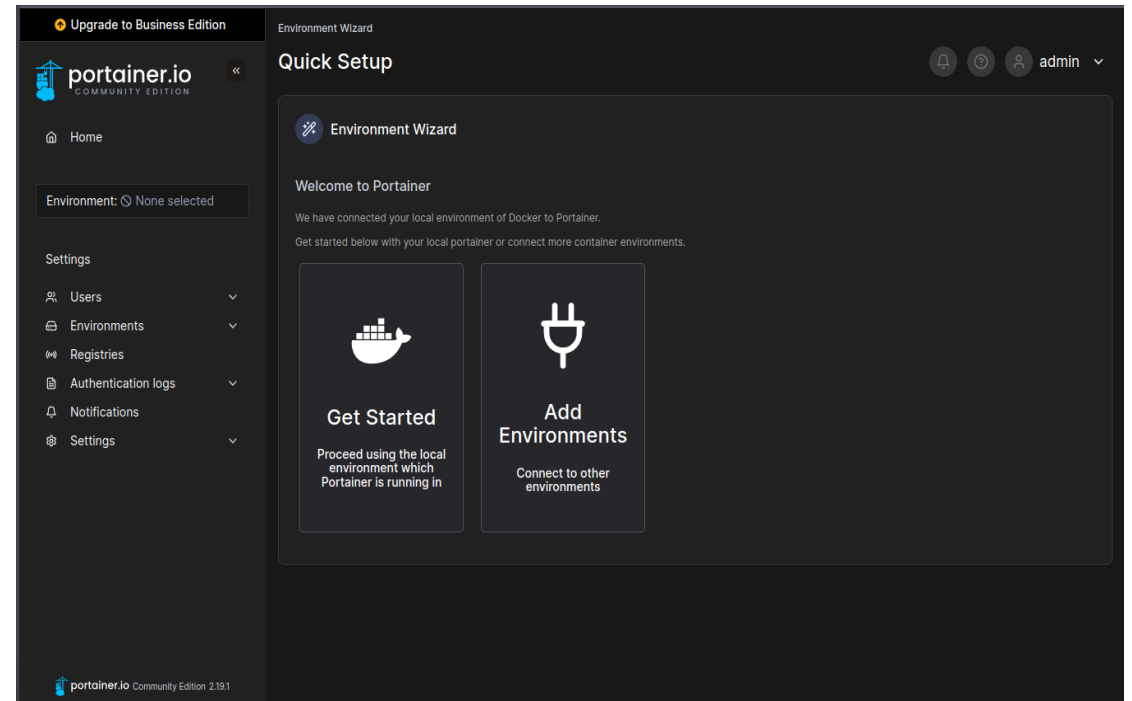 Upgrade to Business Edition
portainer.io
COMMUNITY EDITION
Home
Environment: None selected
Settings
Users
Environments
Registries
Authentication logs
Notifications
Settings
portainer.io Community Edition 2.19.1
Environment Wizard
Quick Setup
admin
Environment Wizard
Welcome to Portainer
We have connected your local environment of Docker to Portainer.
Get started below with your local portainer or connect more container environments.
Get Started
Proceed using the local
environment which
Portainer is running in
Add
Environments
Connect to other
environments